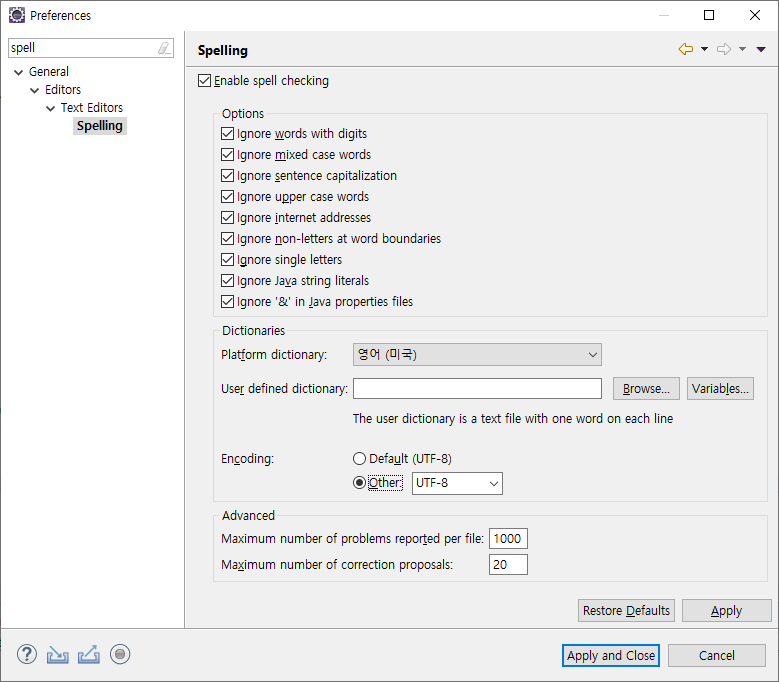 Preferences
spell
General
Editors
Text Editors
Spelling
Spelling
Enable spell checking
Options
Ignore words with digits
Ignore mixed case words
Ignore sentence capitalization
Ignore upper case words
Ignore internet addresses
Ignore non-letters at word boundaries
Ignore single letters
Ignore Java string literals
Ignore '&' in Java properties files
Dictionaries
Platform dictionary: 영어 (미국)
User defined dictionary: Browse... Variables...
The user dictionary is a text file with one word on each line
Encoding: Default (UTF-8)
Other: UTF-8
Advanced
Maximum number of problems reported per file: 1000
Maximum number of correction proposals: 20
Restore Defaults Apply
? Apply and Close Cancel